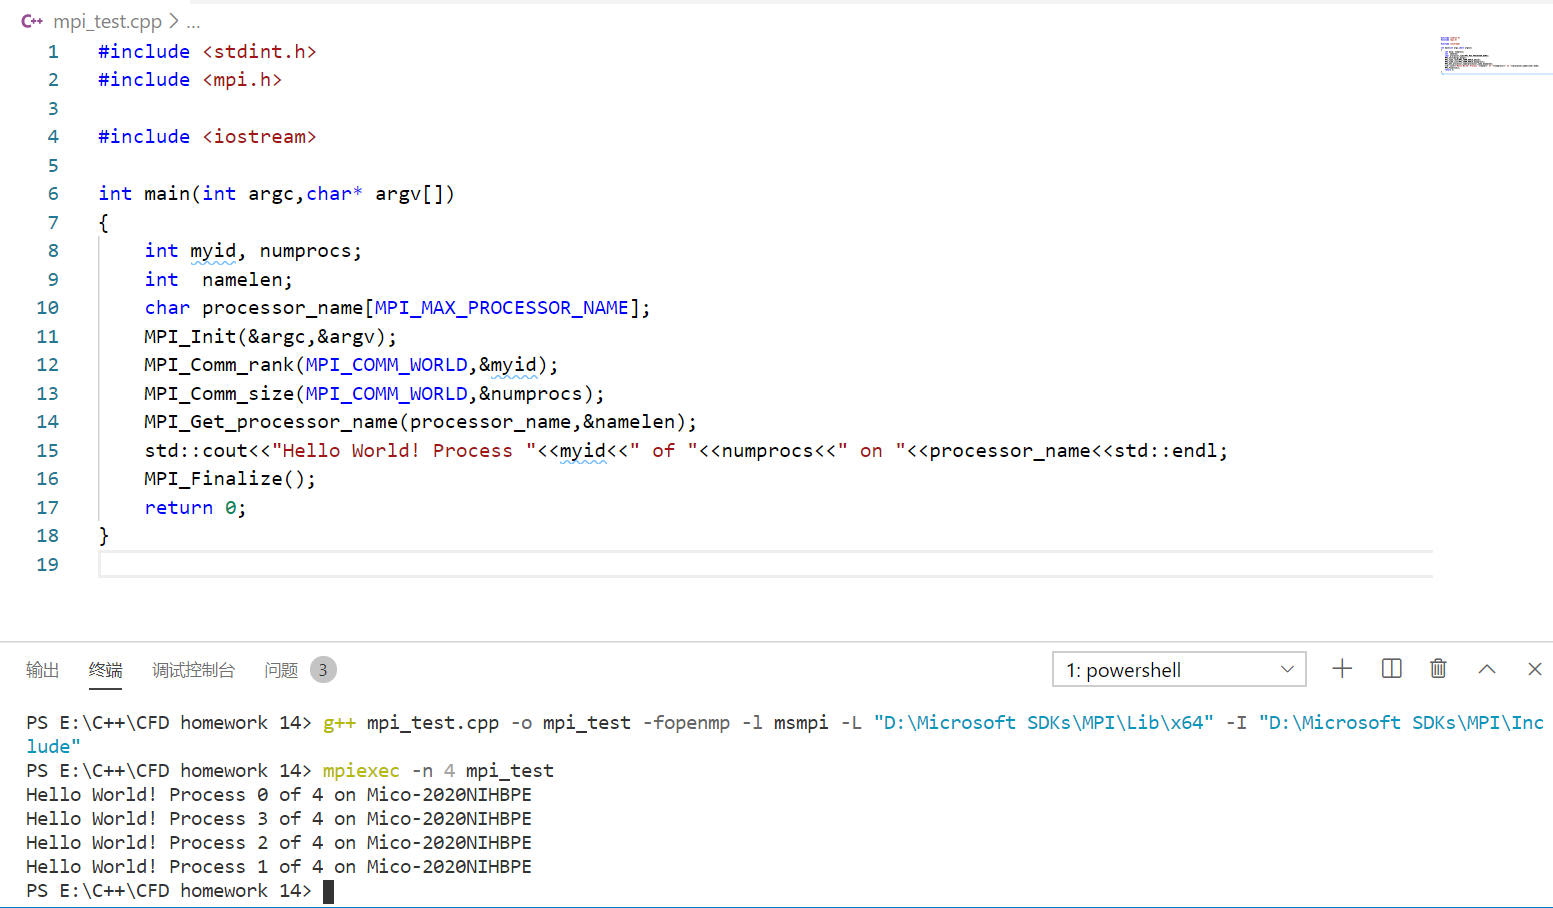 C++ mpi_test.cpp > ...
1 #include <stdint.h>
2 #include <mpi.h>
3
4 #include <iostream>
5
6 int main(int argc,char* argv[])
7 {
8     int myid, numprocs;
9     int  namelen;
10     char processor_name[MPI_MAX_PROCESSOR_NAME];
11     MPI_Init(&argc,&argv);
12     MPI_Comm_rank(MPI_COMM_WORLD,&myid);
13     MPI_Comm_size(MPI_COMM_WORLD,&numprocs);
14     MPI_Get_processor_name(processor_name,&namelen);
15     std::cout<<"Hello World! Process "<<myid<<" of "<<numprocs<<" on "<<processor_name<<std::endl;
16     MPI_Finalize();
17     return 0;
18 }
19
输出 终端 调试控制台 问题 3 1: powershell
PS E:\C++\CFD homework 14> g++ mpi_test.cpp -o mpi_test -fopenmp -l msmpi -L "D:\Microsoft SDKs\MPI\Lib\x64" -I "D:\Microsoft SDKs\MPI\Inc
lude"
PS E:\C++\CFD homework 14> mpiexec -n 4 mpi_test
Hello World! Process 0 of 4 on Mico-2020NIHBPE
Hello World! Process 3 of 4 on Mico-2020NIHBPE
Hello World! Process 2 of 4 on Mico-2020NIHBPE
Hello World! Process 1 of 4 on Mico-2020NIHBPE
PS E:\C++\CFD homework 14>